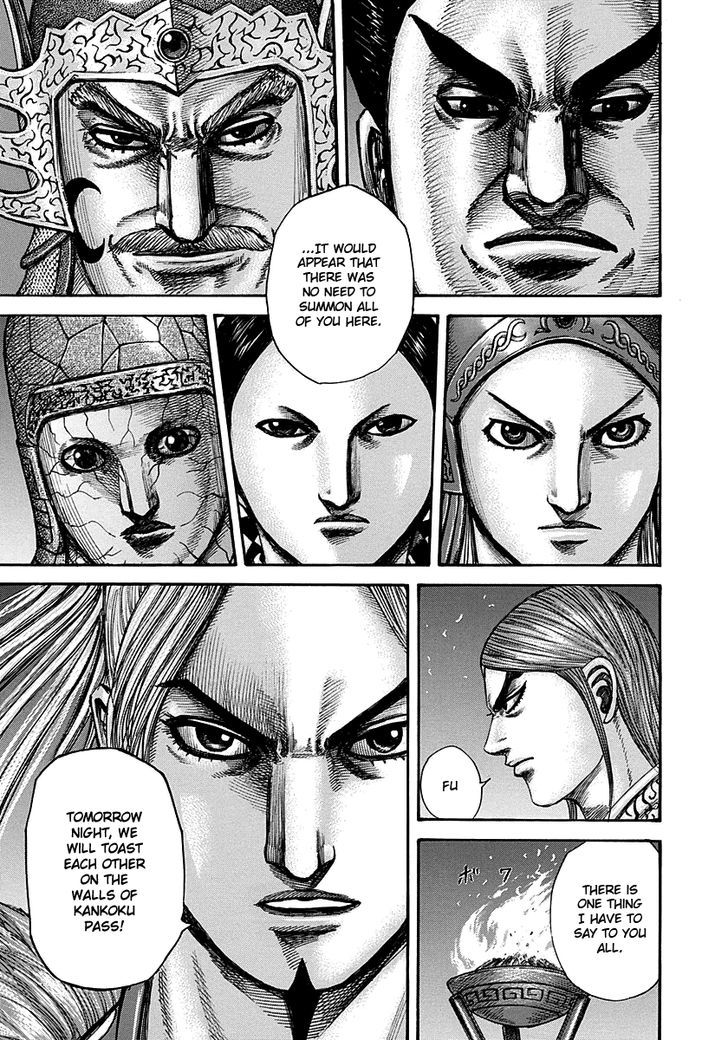 ...IT WOULD
APPEAR THAT
THERE WAS
NO NEED TO
SUMMON ALL
OF YOU HERE.
FU
THERE IS
ONE THING
I HAVE TO
SAY TO YOU
ALL.
ボッ
TOMORROW
NIGHT, WE
WILL TOAST
EACH OTHER
ON THE
WALLS OF
KANKOKU
PASS!